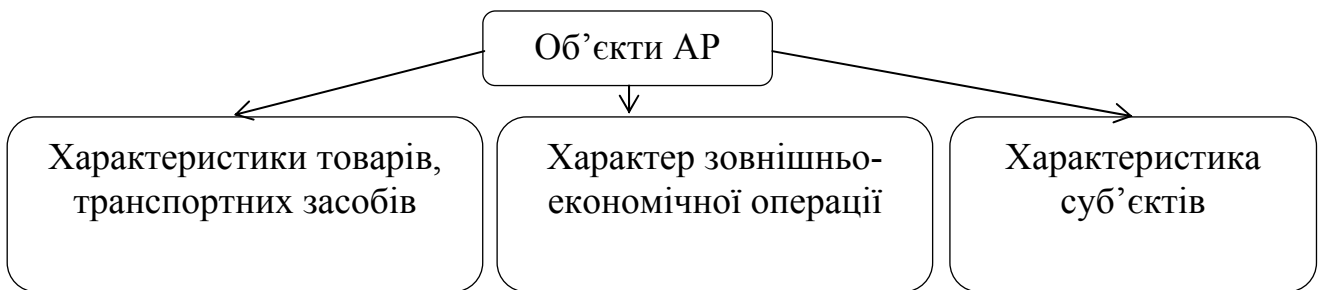 Об’єкти АР
Характеристики товарів,
транспортних засобів
Характер зовнішньо-
економічної операції
Характеристика
суб’єктів